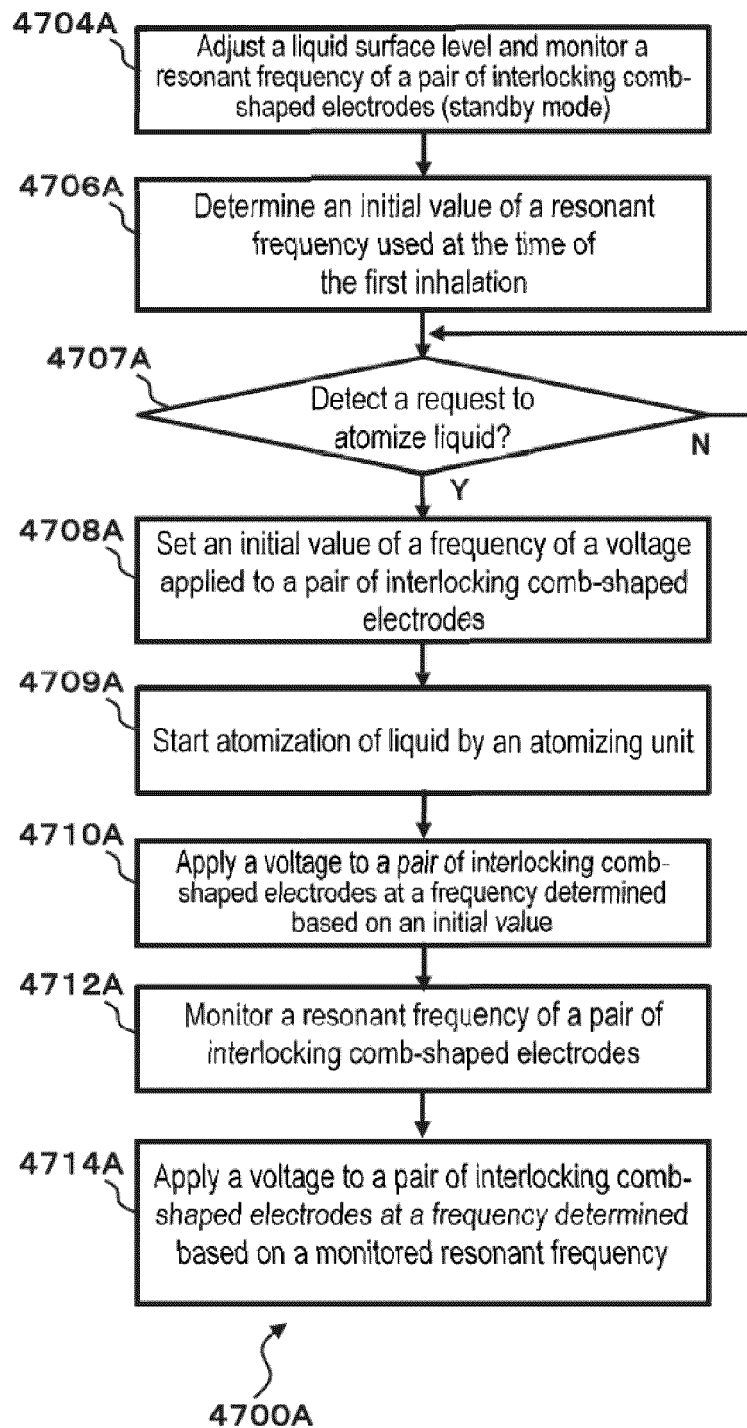 4704A
Adjust a liquid surface level and monitor a
resonant frequency of a pair of interlocking comb-
shaped electrodes (standby mode)
4706A
Determine an initial value of a resonant
frequency used at the time of
the first inhalation
4707A
Detect a request to
atomize liquid?
N
Y
4708A
Set an initial value of a frequency of a voltage
applied to a pair of interlocking comb-shaped
electrodes
4709A
Start atomization of liquid by an atomizing unit
4710A
Apply a voltage to a pair of interlocking comb-
shaped electrodes at a frequency determined
based on an initial value
4712A
Monitor a resonant frequency of a pair of
interlocking comb-shaped electrodes
4714A
Apply a voltage to a pair of interlocking comb-
shaped electrodes at a frequency determined
based on a monitored resonant frequency
4700A